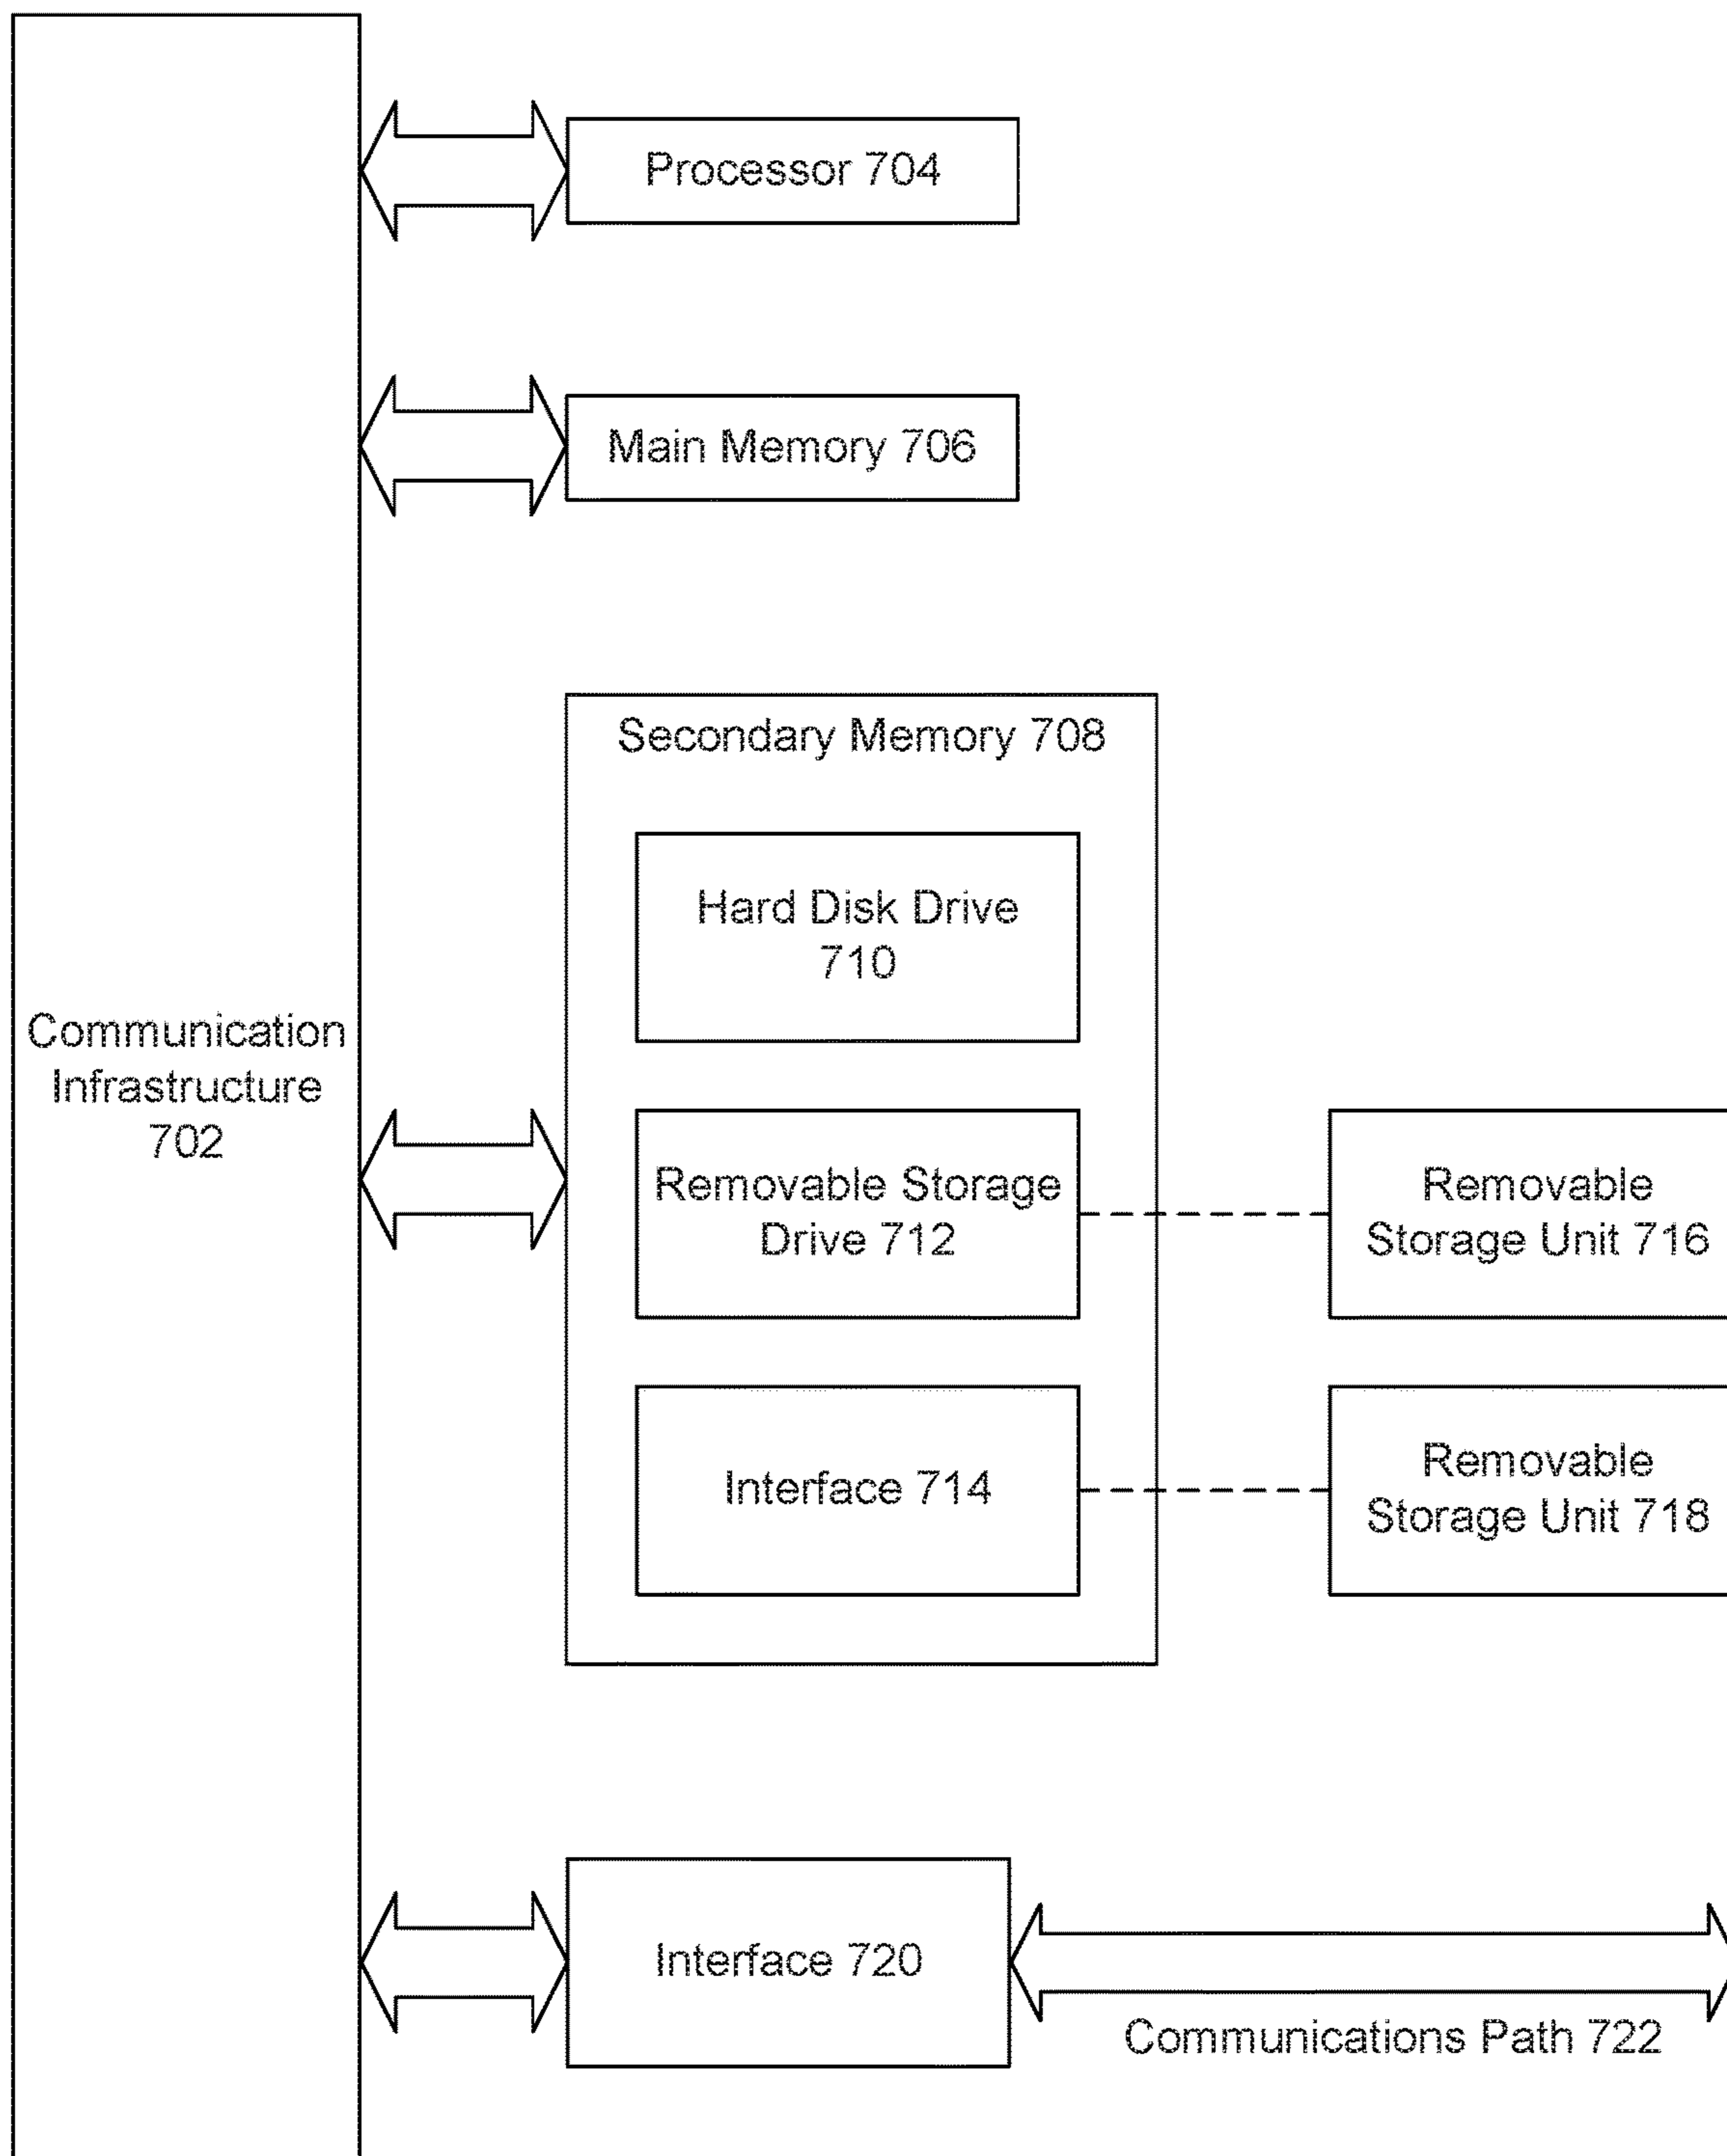 Processor 704
Main Memory 706
Secondary Memory 708
Hard Disk Drive
710
Communication
Infrastructure
702
Removable Storage
Drive 712
Removable
Storage Unit 716
Interface 714
Removable
Storage Unit 718
Interface 720
Communications Path 722